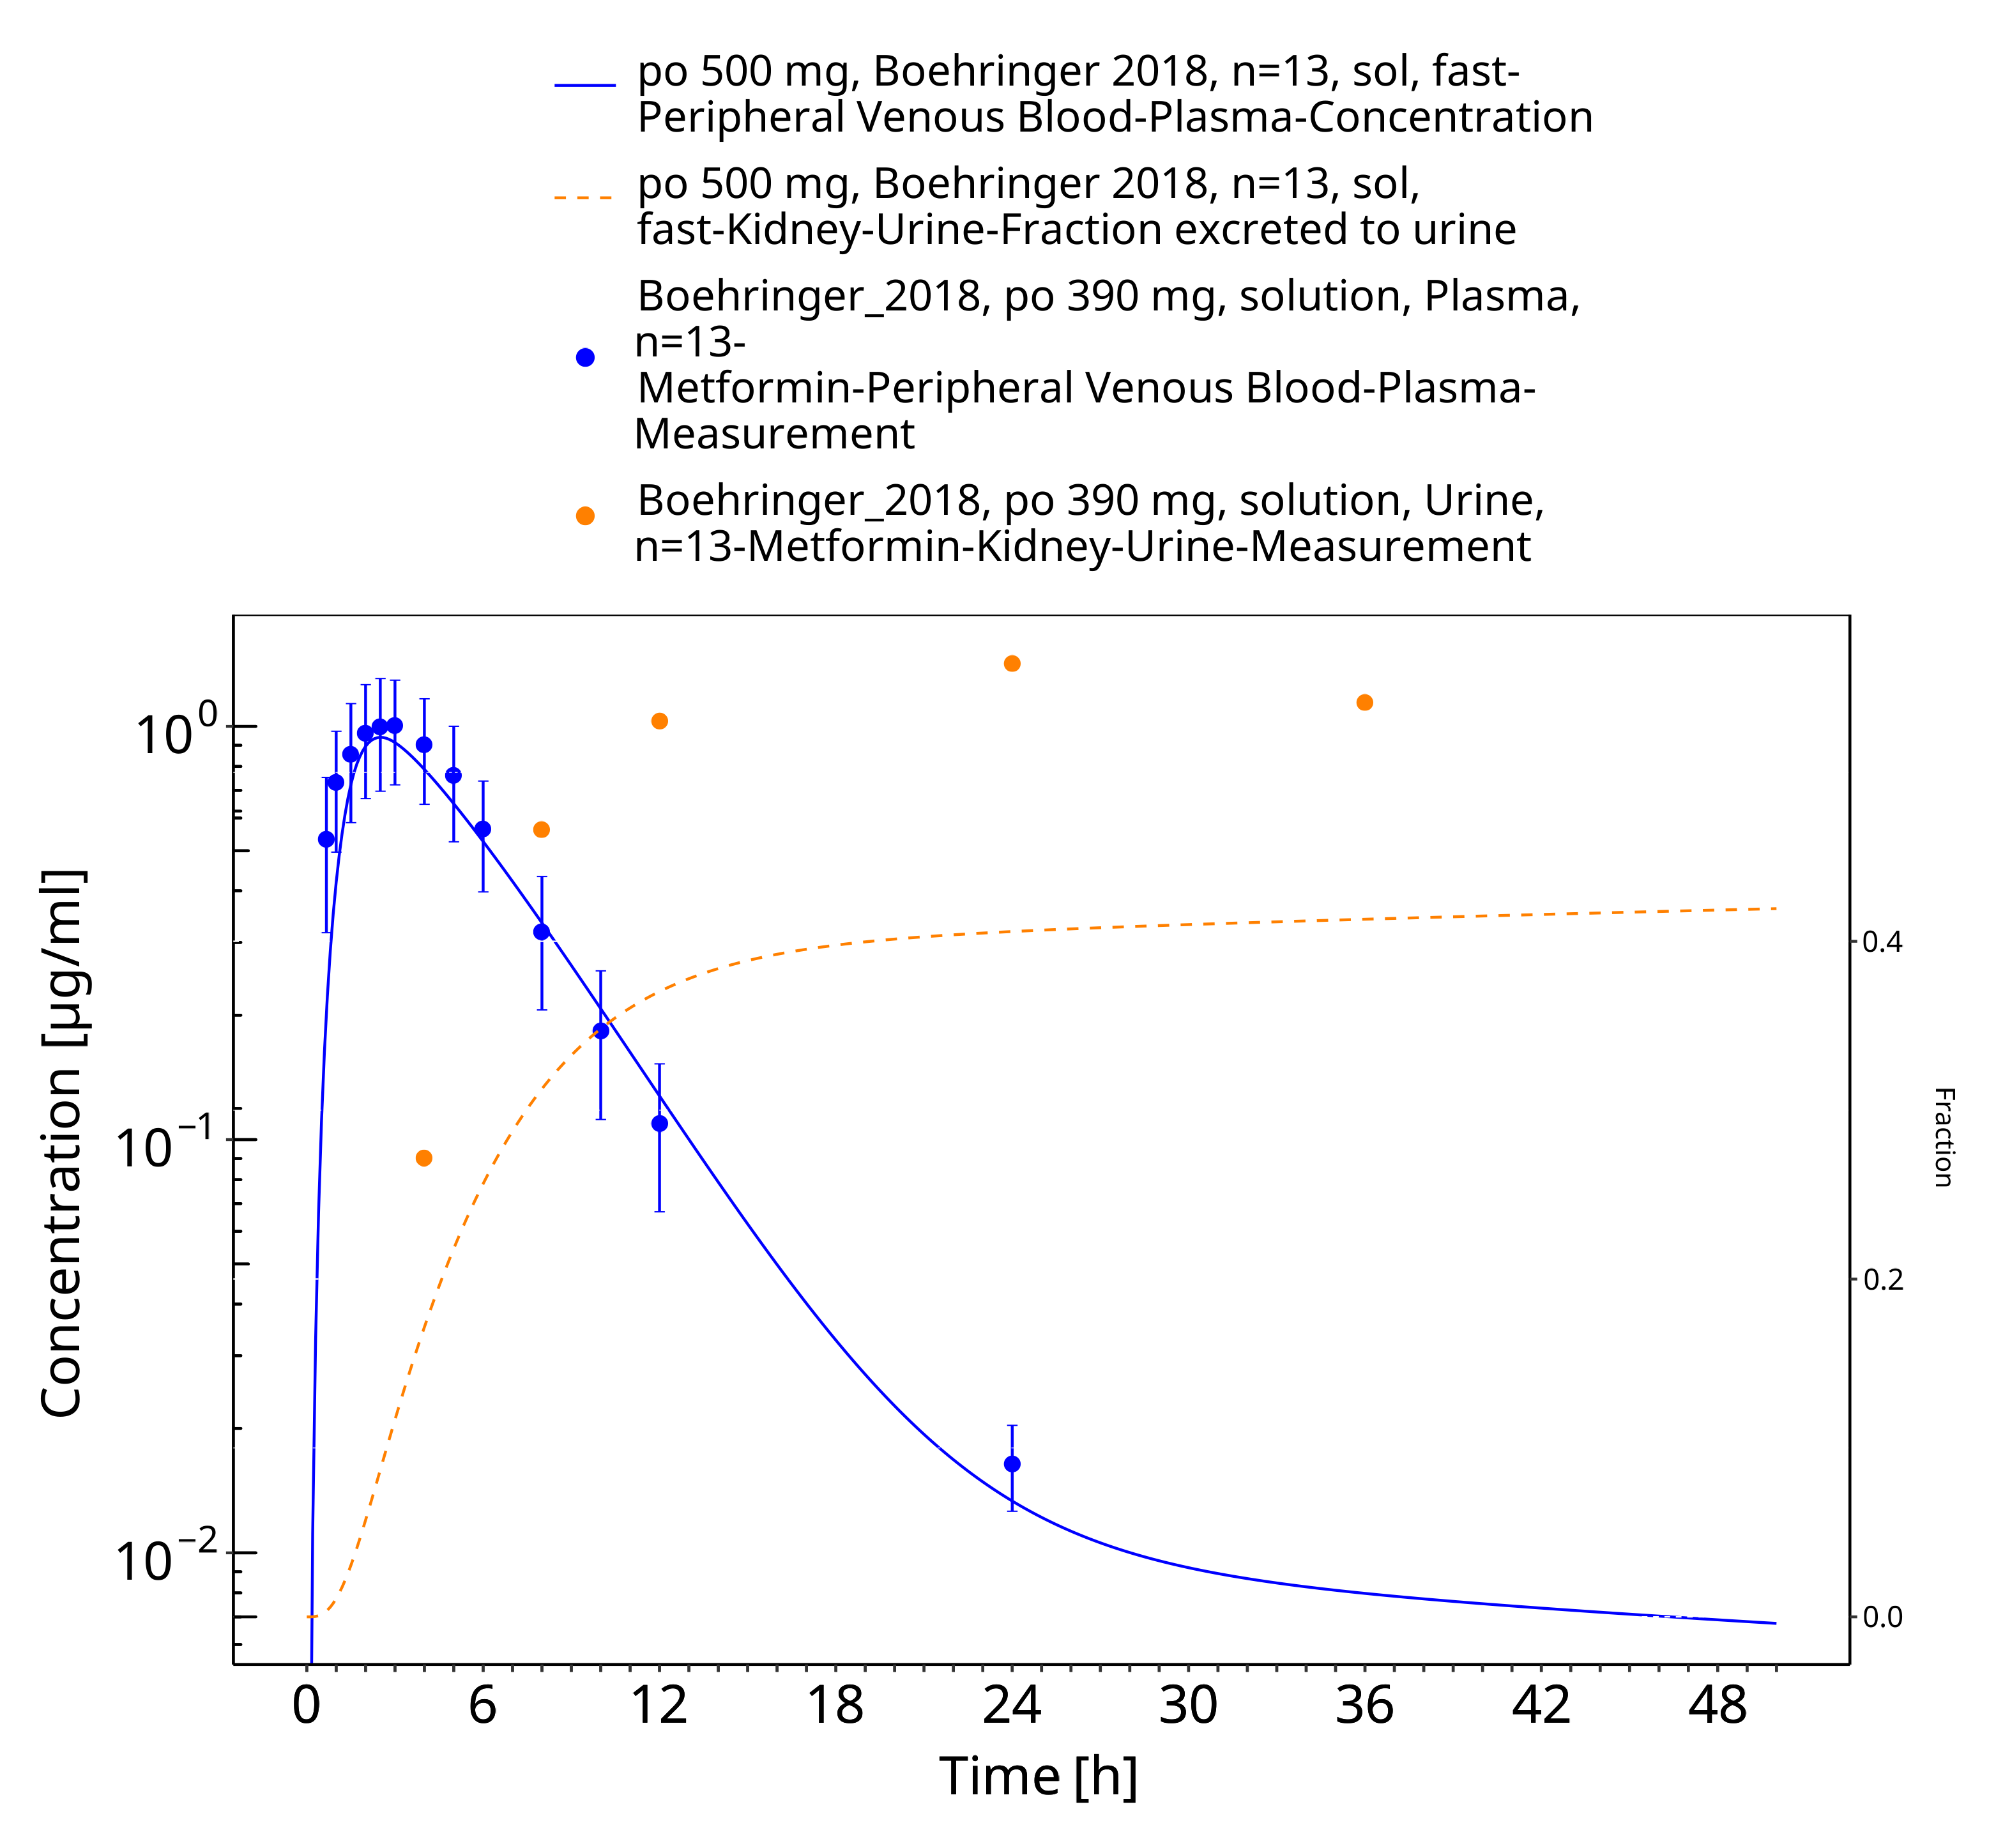 po 500 mg, Boehringer 2018, n=13, sol, fast-
Peripheral Venous Blood-Plasma-Concentration
po 500 mg, Boehringer 2018, n=13, sol,
fast-Kidney-Urine-Fraction excreted to urine
Boehringer_2018, po 390 mg, solution, Plasma,
n=13-
Metformin-Peripheral Venous Blood-Plasma-
Measurement
Boehringer_2018, po 390 mg, solution, Urine,
n=13-Metformin-Kidney-Urine-Measurement
Concentration [µg/ml]
10⁰
10⁻¹
10⁻²
0.4
0.2
0.0
Fraction
0 6 12 18 24 30 36 42 48
Time [h]